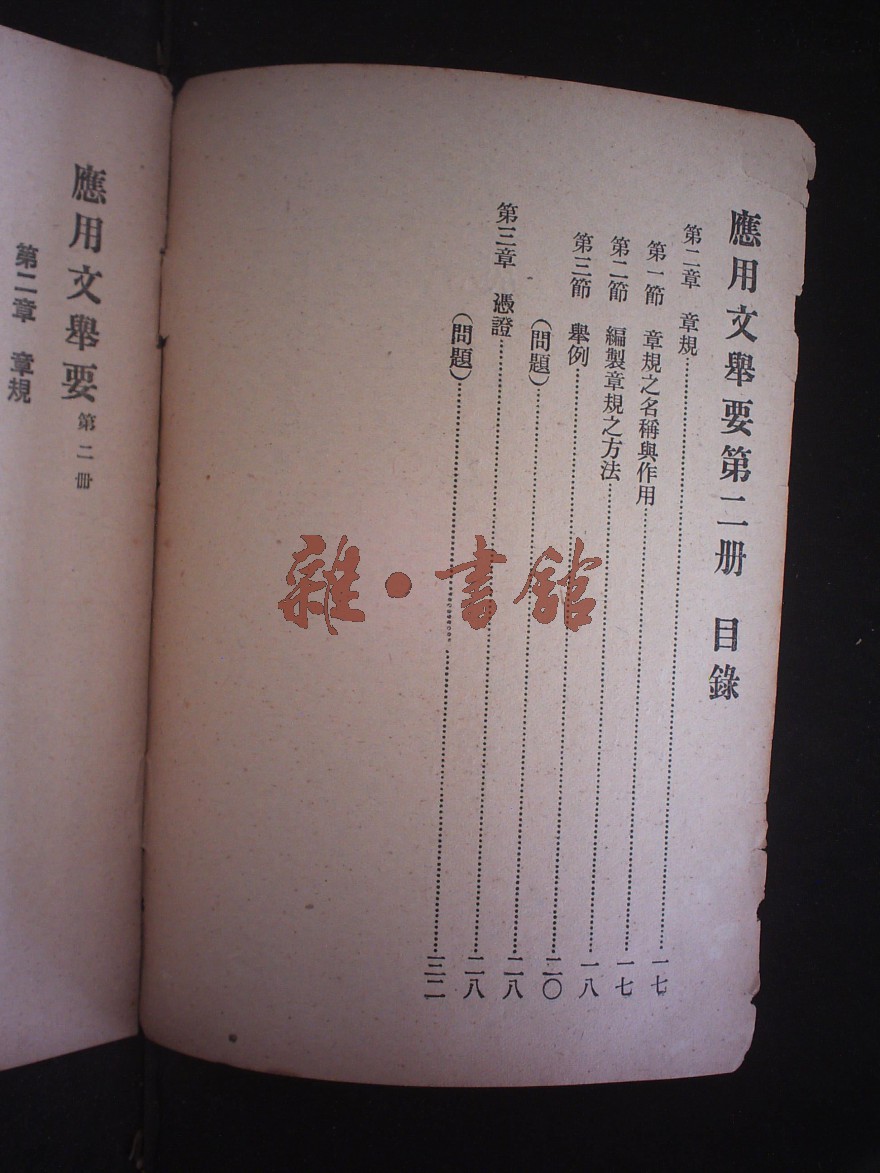 應用文舉要第二册　目錄
第二章　章規…………一七
第一節　章規之名稱與作用…………一七
第二節　編製章規之方法…………一八
第三節　舉例…………二〇
（問題）…………二八
第三章　憑證…………二八
（問題）…………三二
應用文舉要 第二冊
第二章　章規
雜·書館